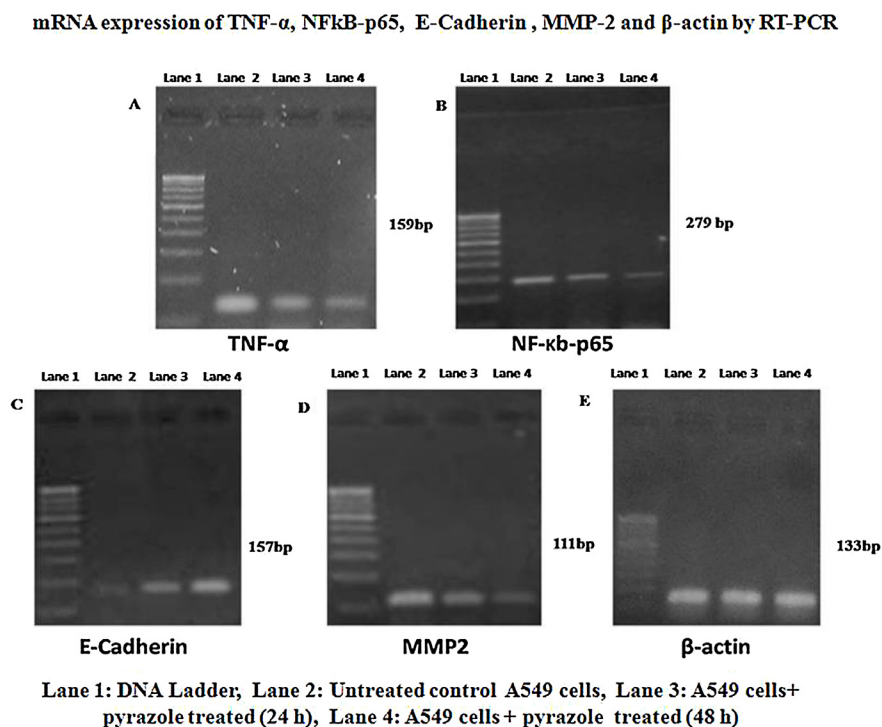 mRNA expression of TNF-α, NFkB-p65, E-Cadherin , MMP-2 and β-actin by RT-PCR
Lane 1 Lane 2 Lane 3 Lane 4
Lane 1 Lane 2 Lane 3 Lane 4
A
B
159bp
279 bp
TNF-α
NF-кb-p65
Lane 1 Lane 2 Lane 3 Lane 4
Lane 1 Lane 2 Lane 3 Lane 4
Lane 1 Lane 2 Lane 3 Lane 4
C
D
E
157bp
111bp
133bp
E-Cadherin
MMP2
β-actin
Lane 1: DNA Ladder, Lane 2: Untreated control A549 cells, Lane 3: A549 cells+
pyrazole treated (24 h), Lane 4: A549 cells + pyrazole treated (48 h)